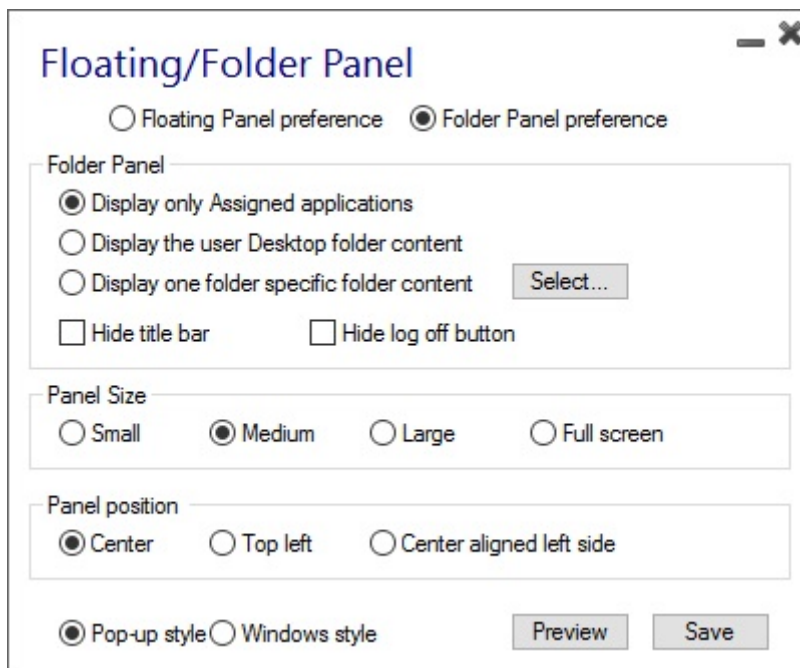 Floating/Folder Panel
Floating Panel preference Folder Panel preference
Folder Panel
Display only Assigned applications
Display the user Desktop folder content
Display one folder specific folder content Select...
Hide title bar Hide log off button
Panel Size
Small Medium Large Full screen
Panel position
Center Top left Center aligned left side
Pop-up style Windows style Preview Save